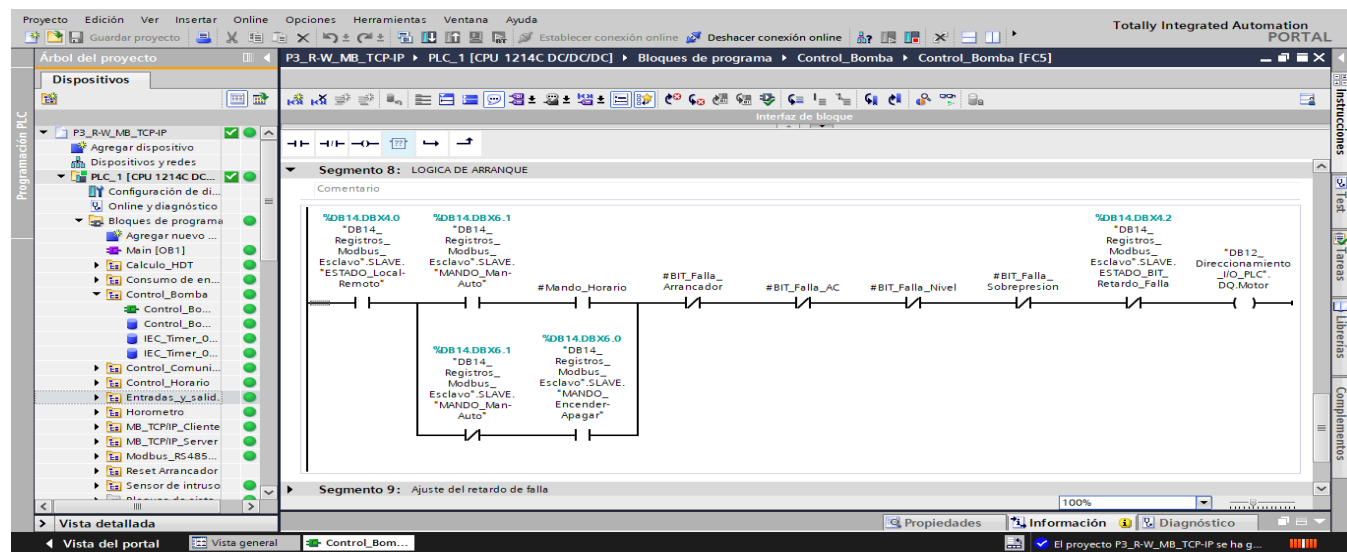 Proyecto Edición Ver Insertar Online Opciones Herramientas Ventana Ayuda
Totally Integrated Automation
PORTAL
Guardar proyecto Establecer conexión online Deshacer conexión online
Árbol del proyecto
P3_R-W_MB_TCP-IP PLC_1 [CPU 1214C DC/DC/DC] Bloques de programa Control_Bomba Control_Bomba [FC5]
Dispositivos
Programación PLC
P3_R-W_MB_TCP-IP
Agregar dispositivo
Dispositivos y redes
PLC_1 [CPU 1214C DC...
Configuración de di...
Online y diagnóstico
Bloques de programa
Agregar nuevo ...
Main [OB1]
Calculo_HDT
Consumo de en...
Control_Bomba
Control_Bo...
Control_Bo...
IEC_Timer_0...
IEC_Timer_0...
Control_Comuni...
Control_Horario
Entradas_y_salid.
Horometro
MB_TCP/IP_Cliente
MB_TCP/IP_Server
Modbus_RS485...
Reset Arrancador
Sensor de intruso
Vista detallada
Interfaz de bloque
Segmento 8: LOGICA DE ARRANQUE
Comentario
%DB14.DBX4.0
"DB14_
Registros_
Modbus_
Esclavo".SLAVE.
"ESTADO_Local-
Remoto"
%DB14.DBX6.1
"DB14_
Registros_
Modbus_
Esclavo".SLAVE.
"MANDO_Man-
Auto"
#Mando_Horario
#BIT_Falla_
Arrancador
#BIT_Falla_AC
#BIT_Falla_Nivel
#BIT_Falla_
Sobrepresion
%DB14.DBX4.2
"DB14_
Registros_
Modbus_
Esclavo".SLAVE.
ESTADO_BIT_
Retardo_Falla
"DB12_
Direccionamiento
_I/O_PLC".
DQ.Motor
%DB14.DBX6.1
"DB14_
Registros_
Modbus_
Esclavo".SLAVE.
"MANDO_Man-
Auto"
%DB14.DBX6.0
"DB14_
Registros_
Modbus_
Esclavo".SLAVE.
"MANDO_
Encender-
Apagar"
Segmento 9: Ajuste del retardo de falla
100%
Instrucciones
Test
Tareas
Librerías
Complementos
Propiedades Información Diagnóstico
Vista del portal Vista general Control_Bom... El proyecto P3_R-W_MB_TCP-IP se ha g...